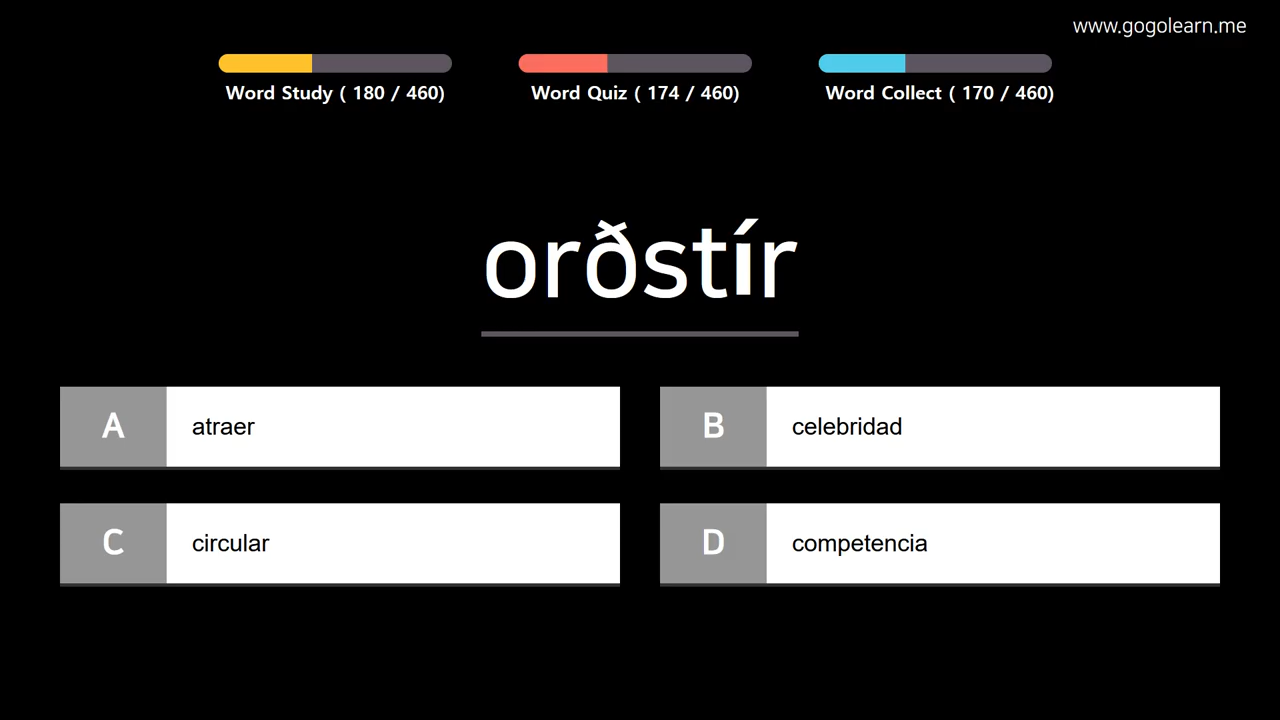 www.gogolearn.me
Word Study ( 180 / 460)
Word Quiz ( 174 / 460)
Word Collect ( 170 / 460)
orðstír
A atraer
B celebridad
C circular
D competencia